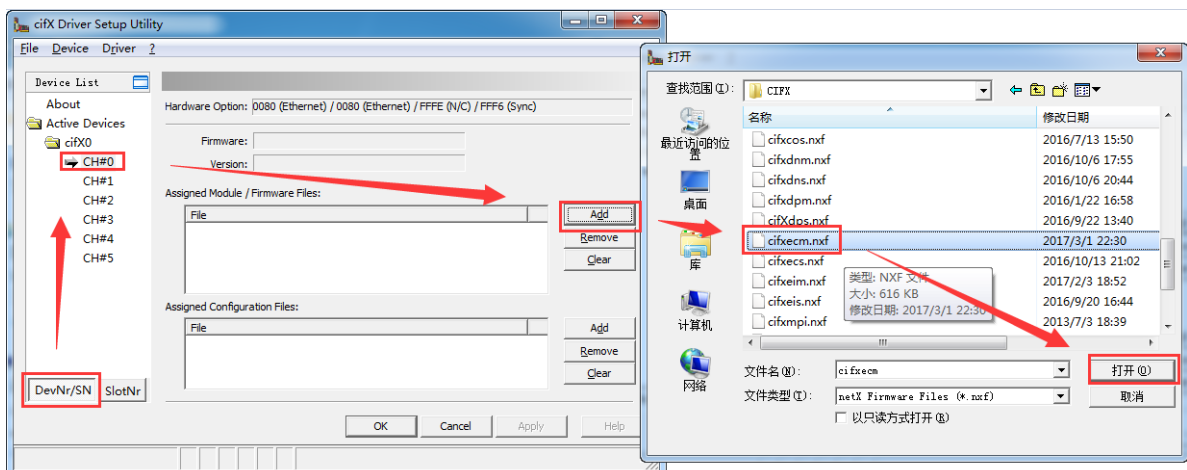 cifX Driver Setup Utility
File Device Driver ?
Device List
About
Active Devices
cifX0
CH#0
CH#1
CH#2
CH#3
CH#4
CH#5
DevNr/SN SlotNr
Hardware Option: 0080 (Ethernet) / 0080 (Ethernet) / FFFE (N/C) / FFF6 (Sync)
Firmware:
Version:
Assigned Module / Firmware Files:
File
Add
Remove
Clear
Assigned Configuration Files:
File
Add
Remove
Clear
OK Cancel Apply Help
打开
查找范围(I): CIFX
最近访问的位置
桌面
库
计算机
网络
名称 修改日期
cifxcos.nxf 2016/7/13 15:50
cifxdnm.nxf 2016/10/6 17:55
cifxdns.nxf 2016/10/6 20:44
cifxdpm.nxf 2016/1/22 16:58
cifXdps.nxf 2016/9/22 13:40
cifxecm.nxf 2017/3/1 22:30
cifxecs.nxf 2016/10/13 21:02
cifxeim.nxf 2017/2/3 18:52
cifxeis.nxf 2016/9/20 16:44
cifxmpi.nxf 2013/7/3 18:39
类型: NXF 文件
大小: 616 KB
修改日期: 2017/3/1 22:30
文件名(N): cifxecm 打开(O)
文件类型(T): netX Firmware Files (*.nxf) 取消
以只读方式打开(R)